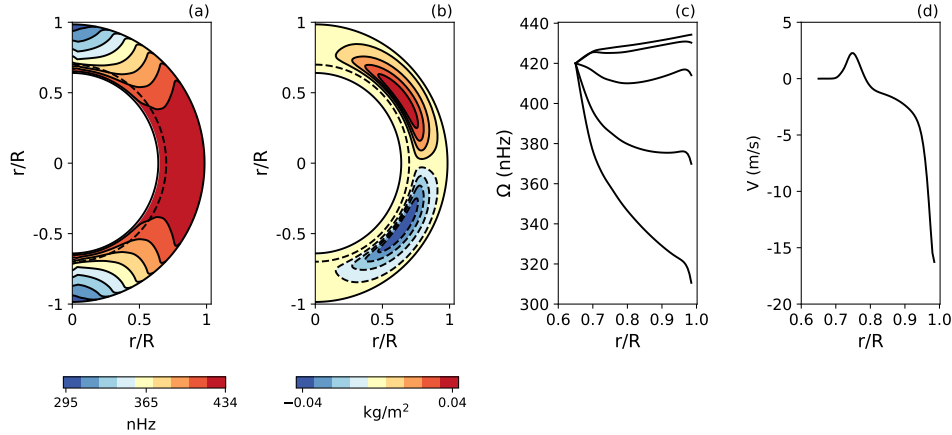 (a)
1
0.5
0
-0.5
-1
r/R
0 0.5 1
r/R
295 365 434
nHz
(b)
1
0.5
0
-0.5
-1
r/R
0 0.5 1
r/R
−0.04 0.04
kg/m²
(c)
440
420
400
380
360
340
320
300
Ω (nHz)
0.6 0.7 0.8 0.9 1.0
r/R
(d)
5
0
-5
-10
-15
-20
V (m/s)
0.6 0.7 0.8 0.9 1.0
r/R